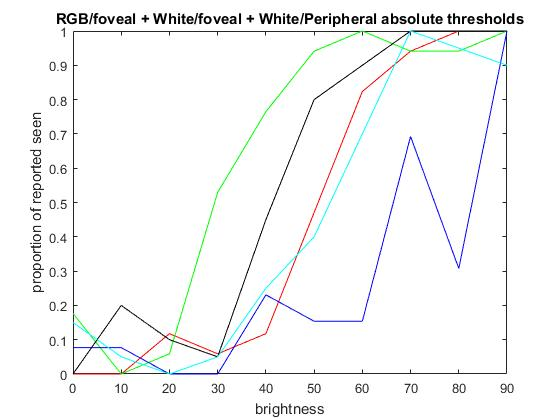 RGB/foveal + White/foveal + White/Peripheral absolute thresholds
1
0.9
0.8
0.7
0.6
0.5
0.4
0.3
0.2
0.1
0
proportion of reported seen
0 10 20 30 40 50 60 70 80 90
brightness